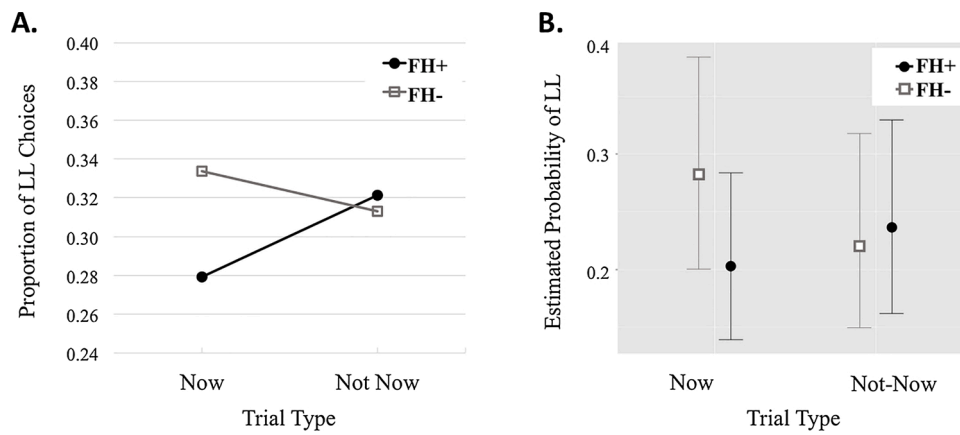 A.
Proportion of LL Choices
0.40
0.38
0.36
0.34
0.32
0.30
0.28
0.26
0.24
FH+
FH-
Now
Not Now
Trial Type
B.
Estimated Probability of LL
0.4
0.3
0.2
FH+
FH-
Now
Not-Now
Trial Type